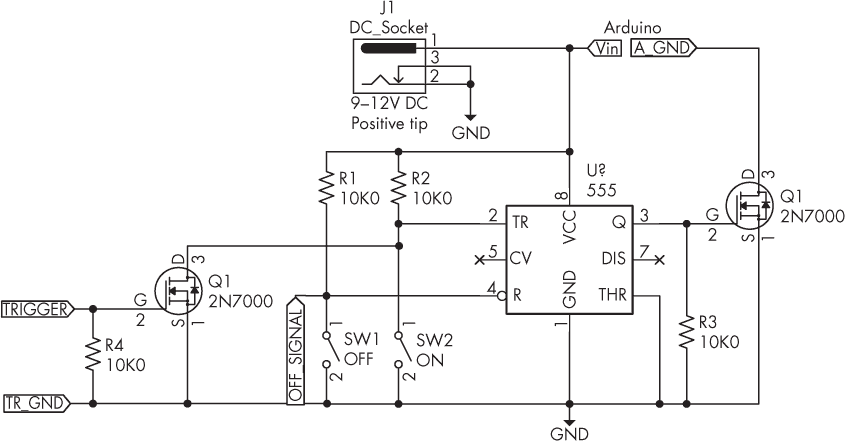 J1
DC_Socket
1
3
2
9–12V DC
Positive tip
GND
Arduino
Vin
A_GND
R1
10K0
R2
10K0
U?
555
8
2
TR
VCC
Q
3
5
CV
DIS
7
4
R
GND
THR
1
D
3
G
2
S
1
Q1
2N7000
D
3
G
2
S
1
Q1
2N7000
TRIGGER
R4
10K0
TR_GND
OFF_SIGNAL
1
SW1
OFF
2
1
SW2
ON
2
R3
10K0
GND